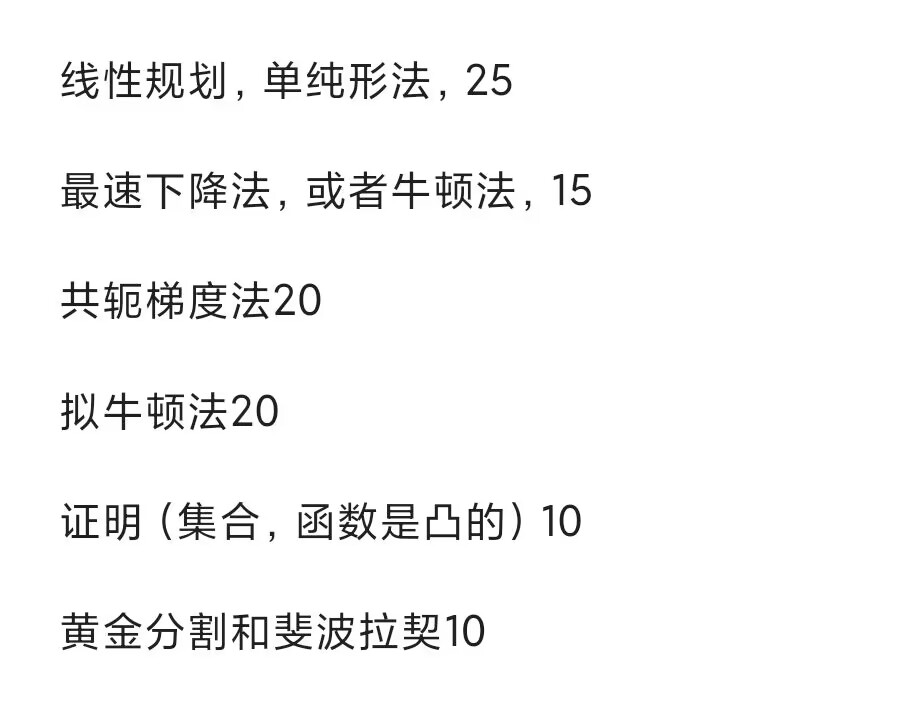 线性规划，单纯形法，25
最速下降法，或者牛顿法，15
共轭梯度法20
拟牛顿法20
证明（集合，函数是凸的）10
黄金分割和斐波拉契10